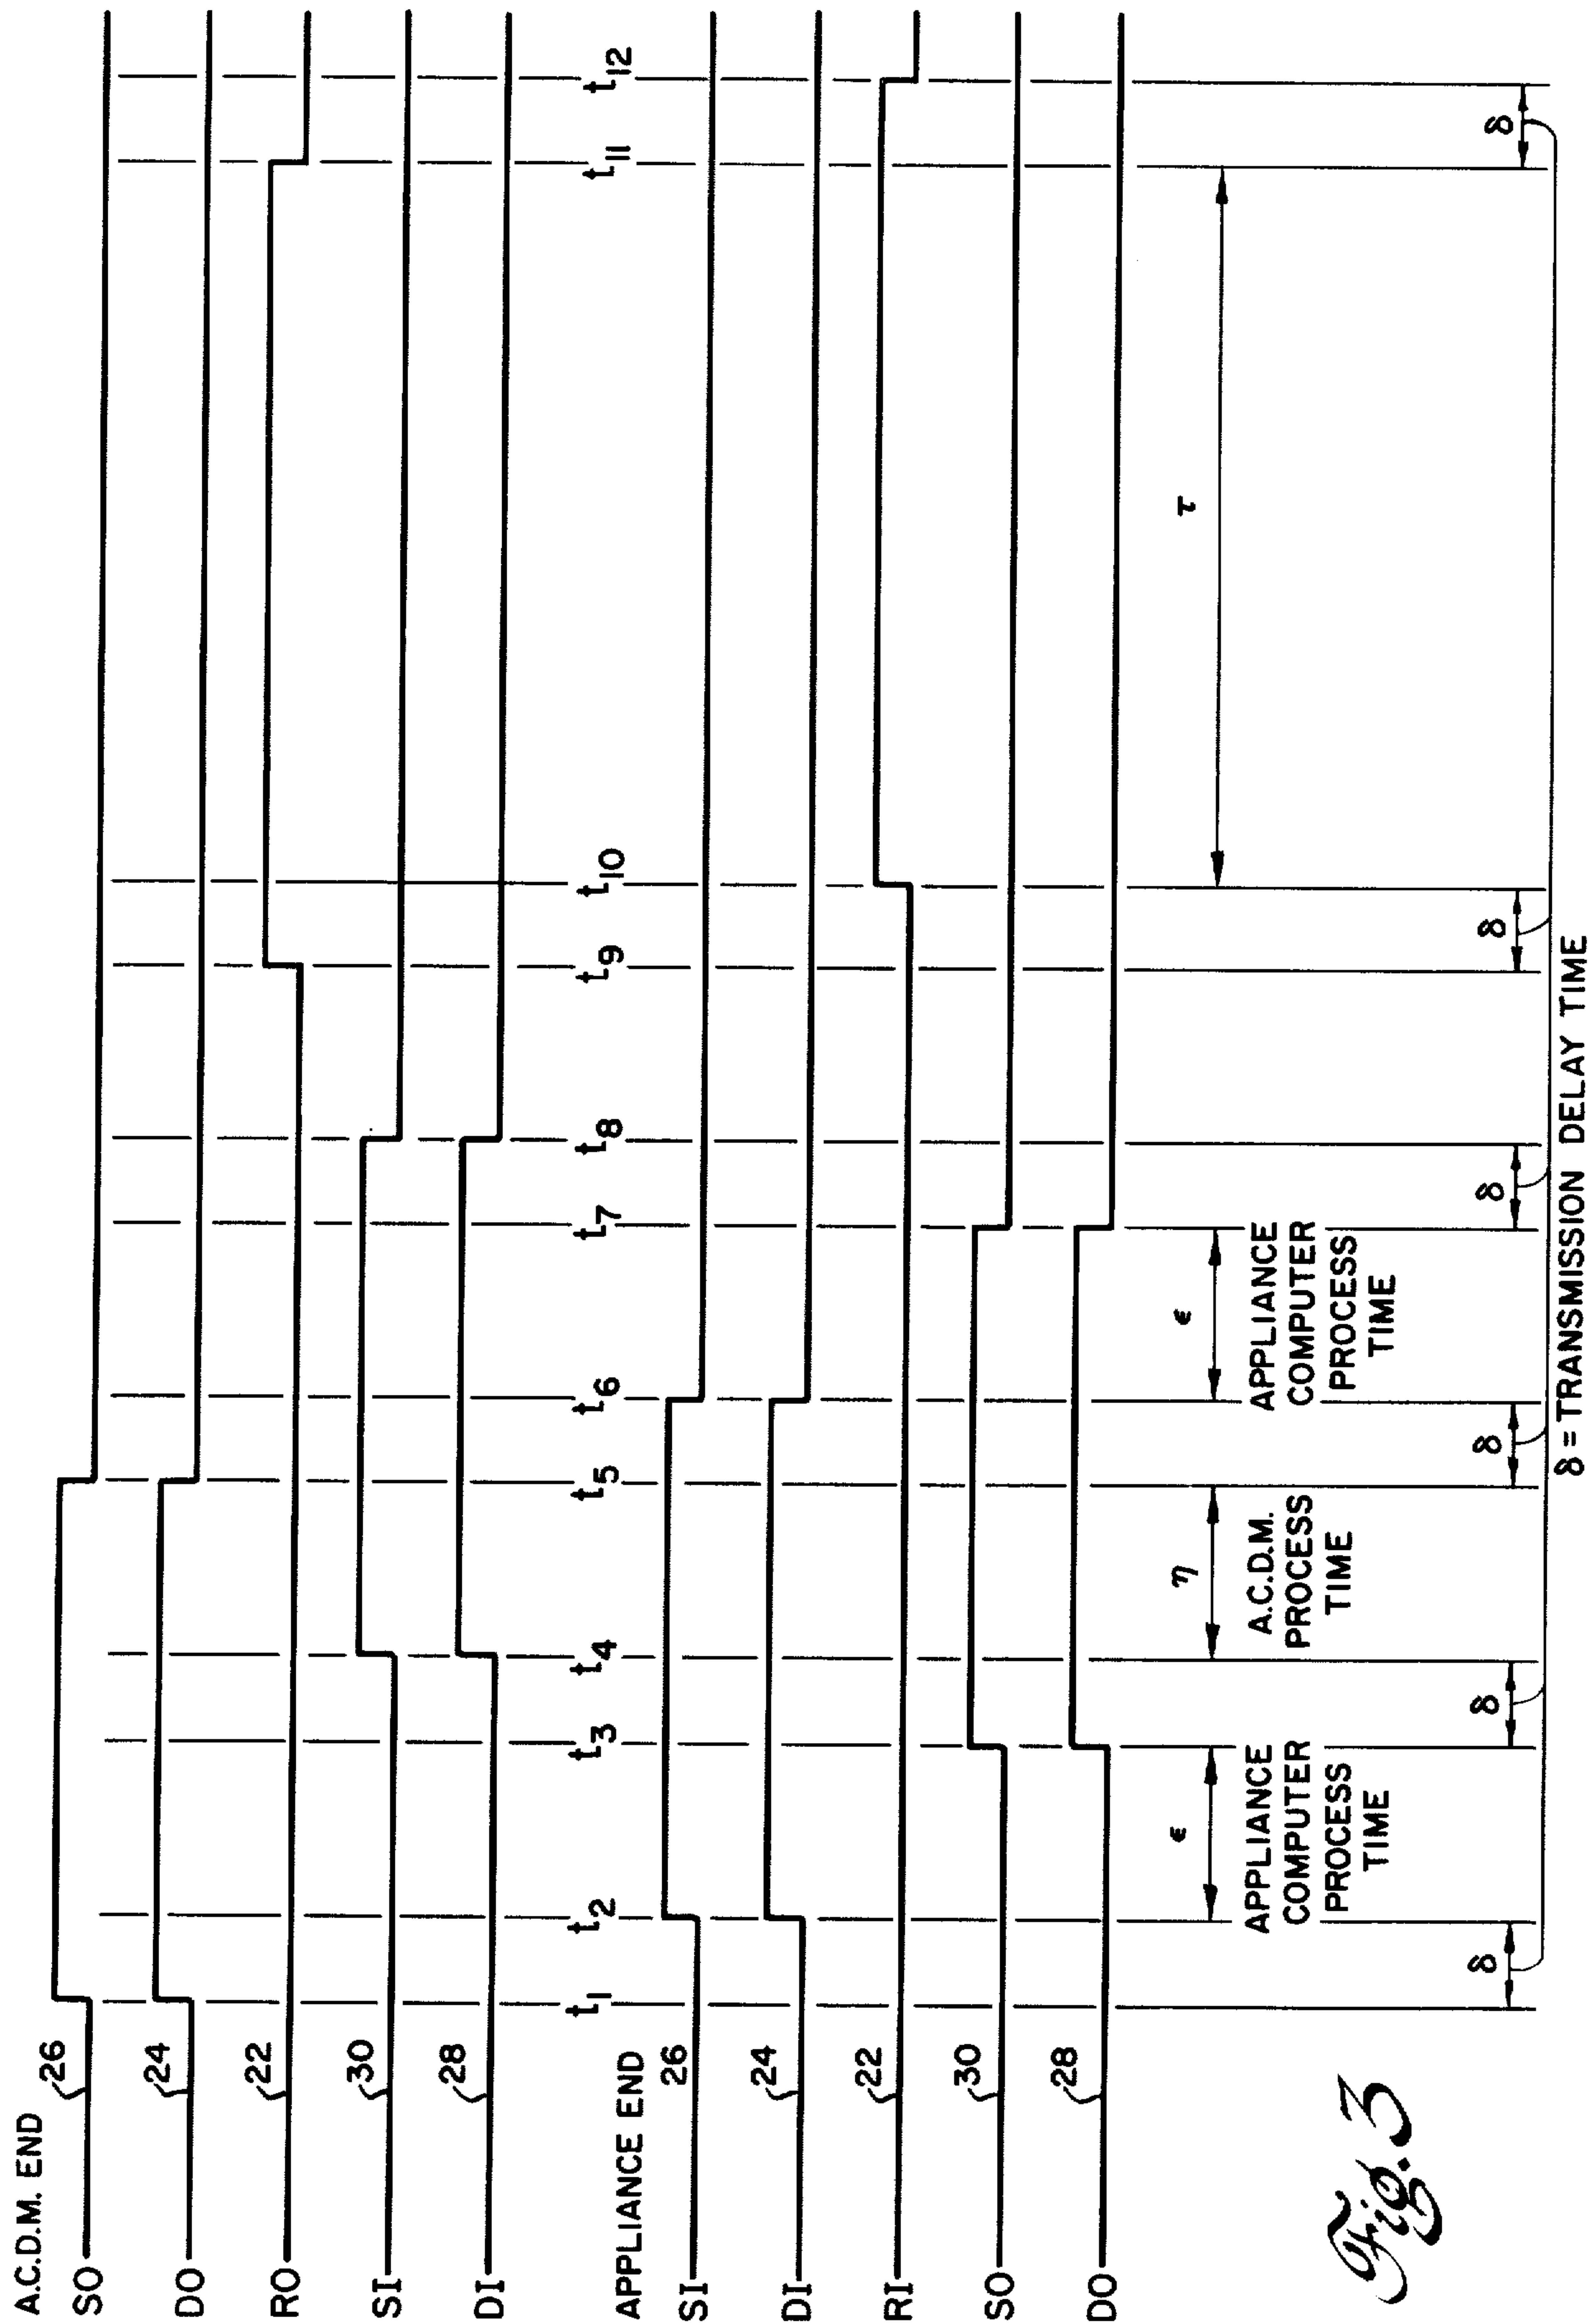 A.C.D.M. END
SO 26
DO 24
RO 22
SI 30
DI 28
t1 t2 t3 t4 t5 t6 t7 t8 t9 t10 t11 t12
APPLIANCE END
SI 26
DI 24
RI 22
SO 30
DO 28
ϵ η ϵ τ
APPLIANCE
COMPUTER
PROCESS
TIME
A.C.D.M.
PROCESS
TIME
APPLIANCE
COMPUTER
PROCESS
TIME
δ δ δ δ δ δ
δ = TRANSMISSION DELAY TIME
Fig. 3